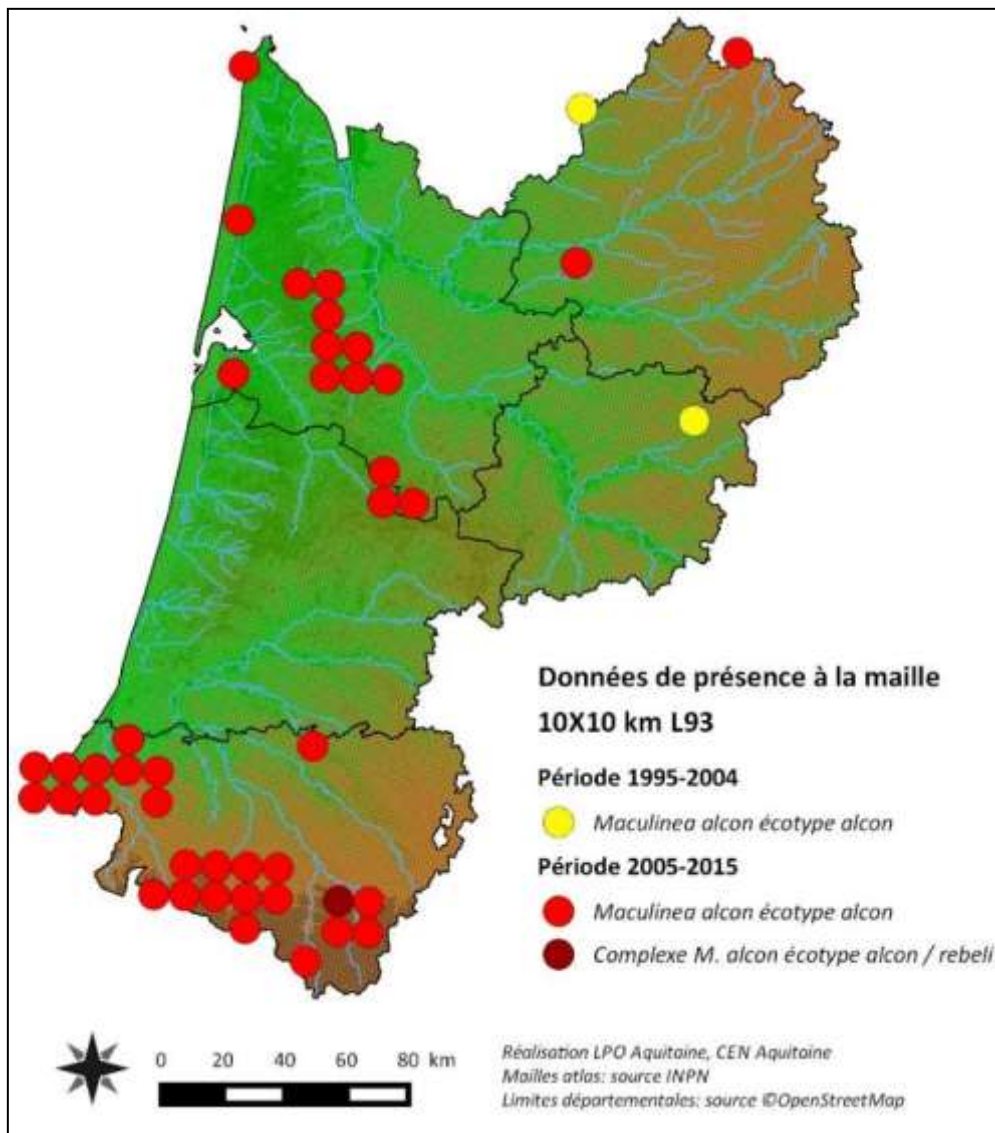 Données de présence à la maille
10X10 km L93
Période 1995-2004
Maculinea alcon écotype alcon
Période 2005-2015
Maculinea alcon écotype alcon
Complexe M. alcon écotype alcon / rebeli
0 20 40 60 80 km
Réalisation LPO Aquitaine, CEN Aquitaine
Mailles atlas: source INPN
Limites départementales: source ©OpenStreetMap